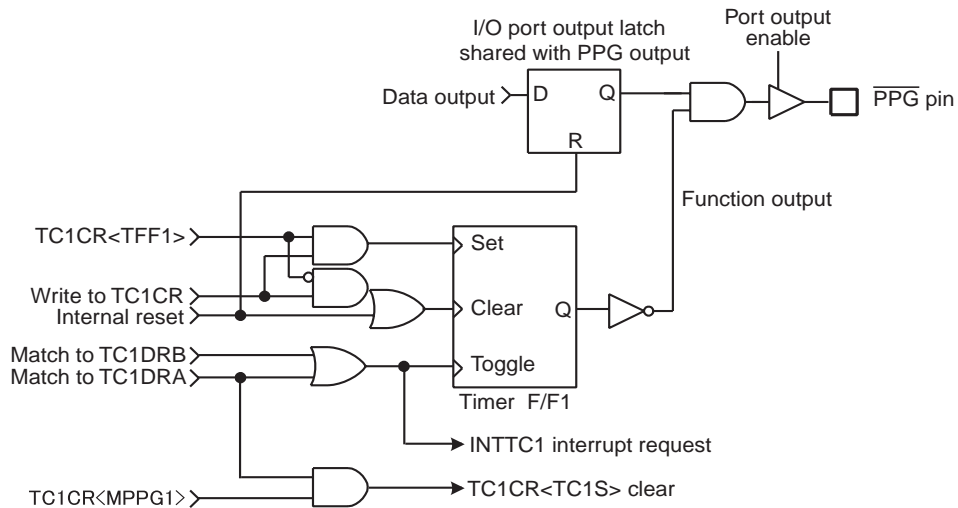 I/O port output latch
shared with PPG output
Port output
enable
Data output
D
Q
R
PPG pin
Function output
TC1CR<TFF1>
Set
Write to TC1CR
Internal reset
Clear
Q
Match to TC1DRB
Match to TC1DRA
Toggle
Timer F/F1
INTTC1 interrupt request
TC1CR<MPPG1>
TC1CR<TC1S> clear